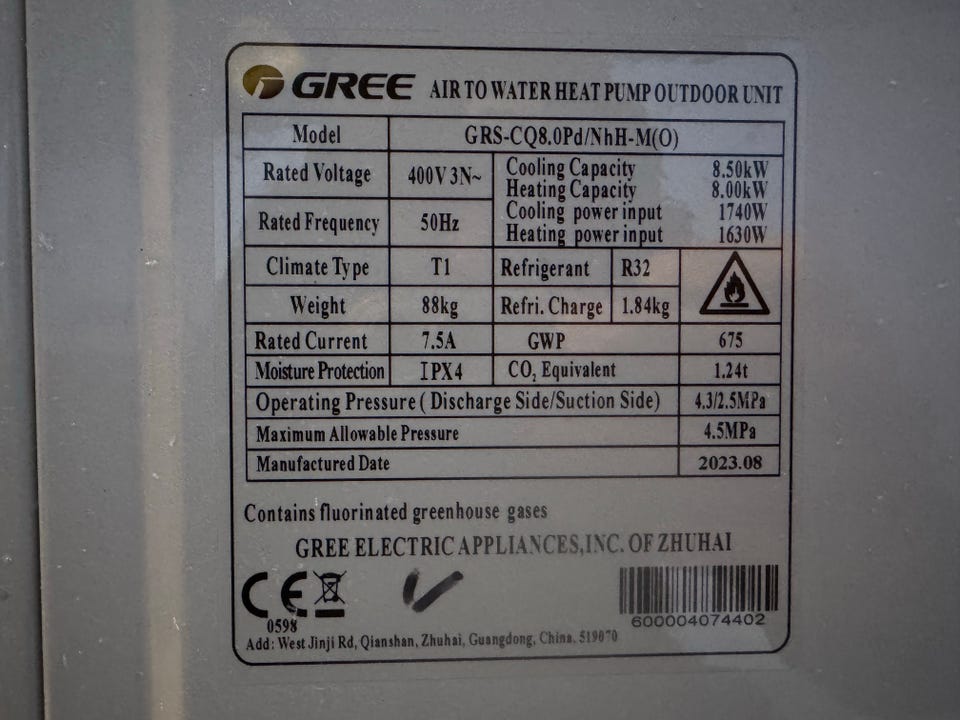 GREE AIR TO WATER HEAT PUMP OUTDOOR UNIT
Model GRS-CQ8.0Pd/NhH-M(O)
Rated Voltage 400V 3N~
Cooling Capacity 8.50kW
Heating Capacity 8.00kW
Cooling power input 1740W
Heating power input 1630W
Rated Frequency 50Hz
Climate Type T1 Refrigerant R32
Weight 88kg Refri. Charge 1.84kg
Rated Current 7.5A GWP 675
Moisture Protection IPX4 CO₂ Equivalent 1.24t
Operating Pressure ( Discharge Side/Suction Side) 4.3/2.5MPa
Maximum Allowable Pressure 4.5MPa
Manufactured Date 2023.08
Contains fluorinated greenhouse gases
GREE ELECTRIC APPLIANCES,INC. OF ZHUHAI
CE
0598
600004074402
Add: West Jinji Rd, Qianshan, Zhuhai, Guangdong, China. 519070